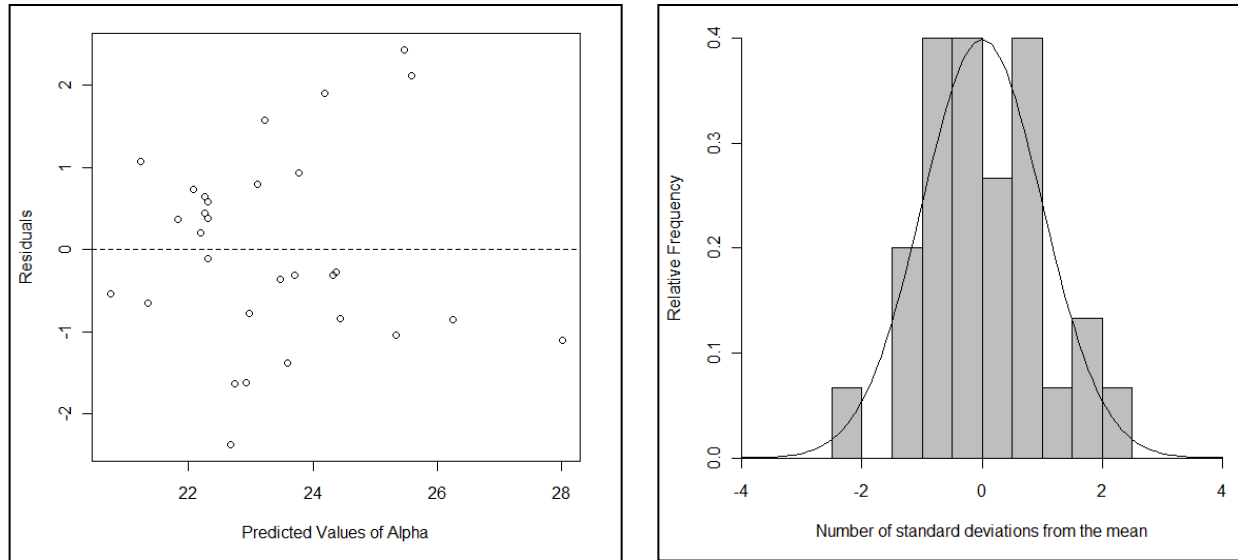 Residuals
2
1
0
-1
-2
22 24 26 28
Predicted Values of Alpha
Relative Frequency
0.4
0.3
0.2
0.1
0.0
-4 -2 0 2 4
Number of standard deviations from the mean